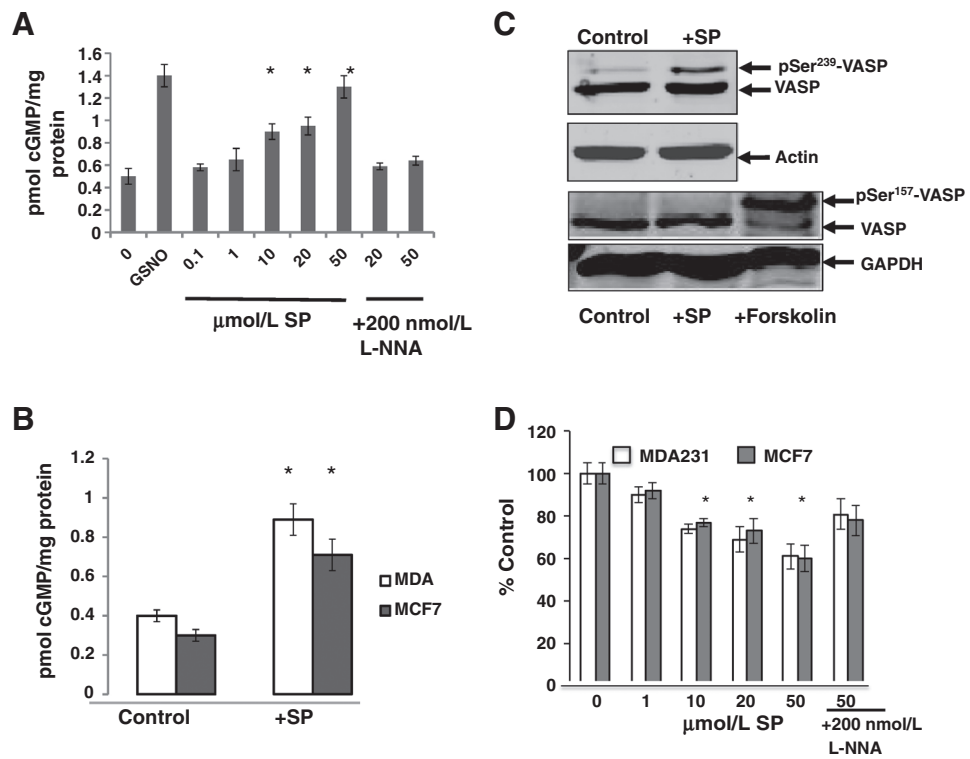 A
pmol cGMP/mg
protein
1.6
1.4
1.2
1
0.8
0.6
0.4
0.2
0
* * *
0 GSNO 0.1 1 10 20 50 20 50
μmol/L SP
+200 nmol/L
L-NNA
C
Control +SP
pSer²³⁹-VASP
VASP
Actin
pSer¹⁵⁷-VASP
VASP
GAPDH
Control +SP +Forskolin
B
pmol cGMP/mg protein
1.2
1
0.8
0.6
0.4
0.2
0
* *
MDA
MCF7
Control +SP
D
% Control
120
100
80
60
40
20
0
MDA231 MCF7
* * *
0 1 10 20 50 50
μmol/L SP
+200 nmol/L
L-NNA